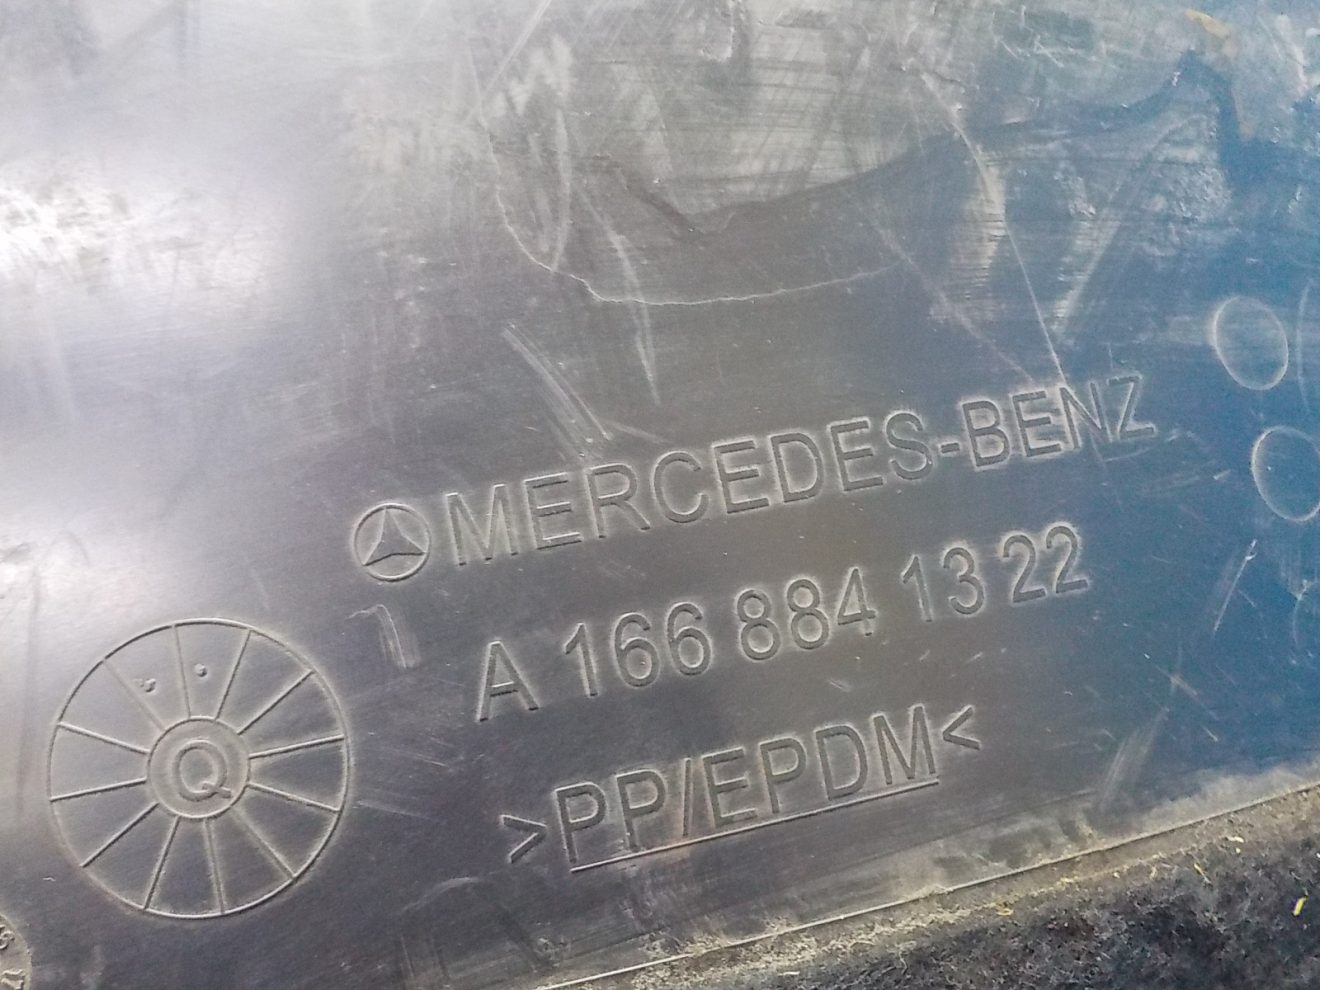 MERCEDES-BENZ
A 166 884 13 22
>PP/EPDM<
Q